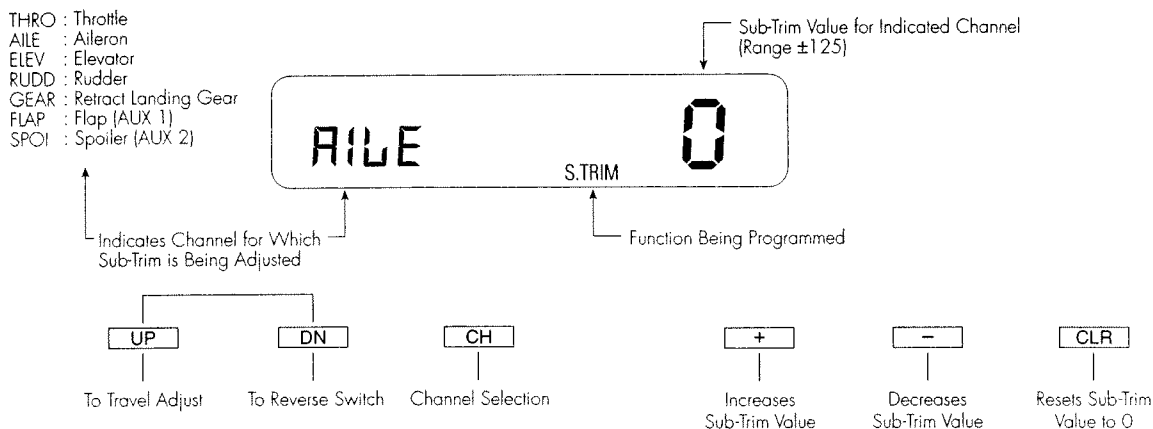 THRO : Throttle
AILE : Aileron
ELEV : Elevator
RUDD : Rudder
GEAR : Retract Landing Gear
FLAP : Flap (AUX 1)
SPOI : Spoiler (AUX 2)
Sub-Trim Value for Indicated Channel
(Range ±125)
AILE
0
S.TRIM
Indicates Channel for Which
Sub-Trim is Being Adjusted
Function Being Programmed
UP
DN
CH
+
−
CLR
To Travel Adjust
To Reverse Switch
Channel Selection
Increases
Sub-Trim Value
Decreases
Sub-Trim Value
Resets Sub-Trim
Value to 0